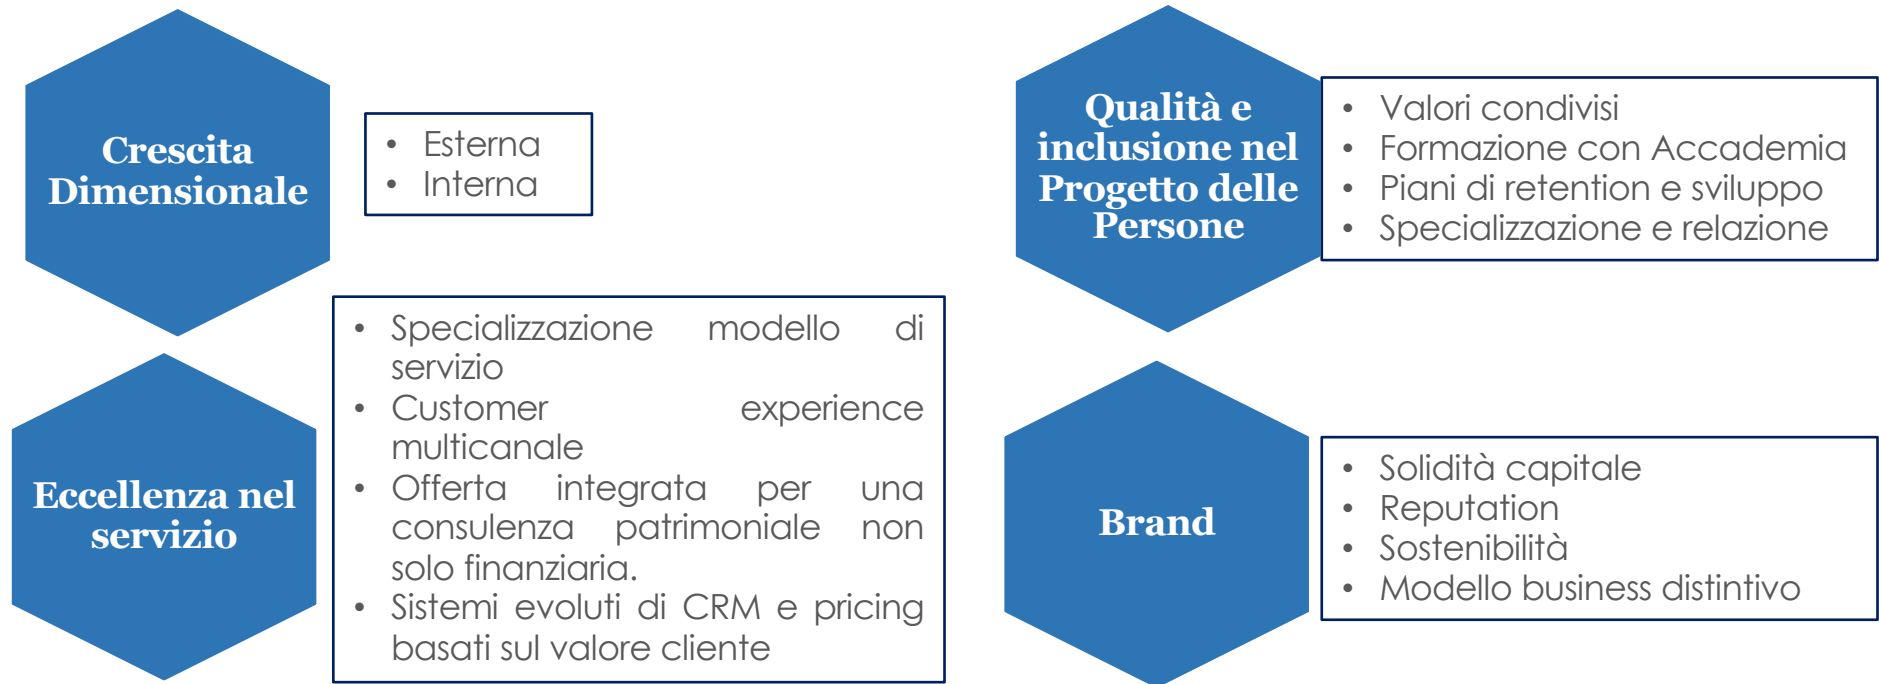 Crescita
Dimensionale
• Esterna
• Interna
Qualità e
inclusione nel
Progetto delle
Persone
• Valori condivisi
• Formazione con Accademia
• Piani di retention e sviluppo
• Specializzazione e relazione
Eccellenza nel
servizio
• Specializzazione modello di
servizio
• Customer experience
multicanale
• Offerta integrata per una
consulenza patrimoniale non
solo finanziaria.
• Sistemi evoluti di CRM e pricing
basati sul valore cliente
Brand
• Solidità capitale
• Reputation
• Sostenibilità
• Modello business distintivo